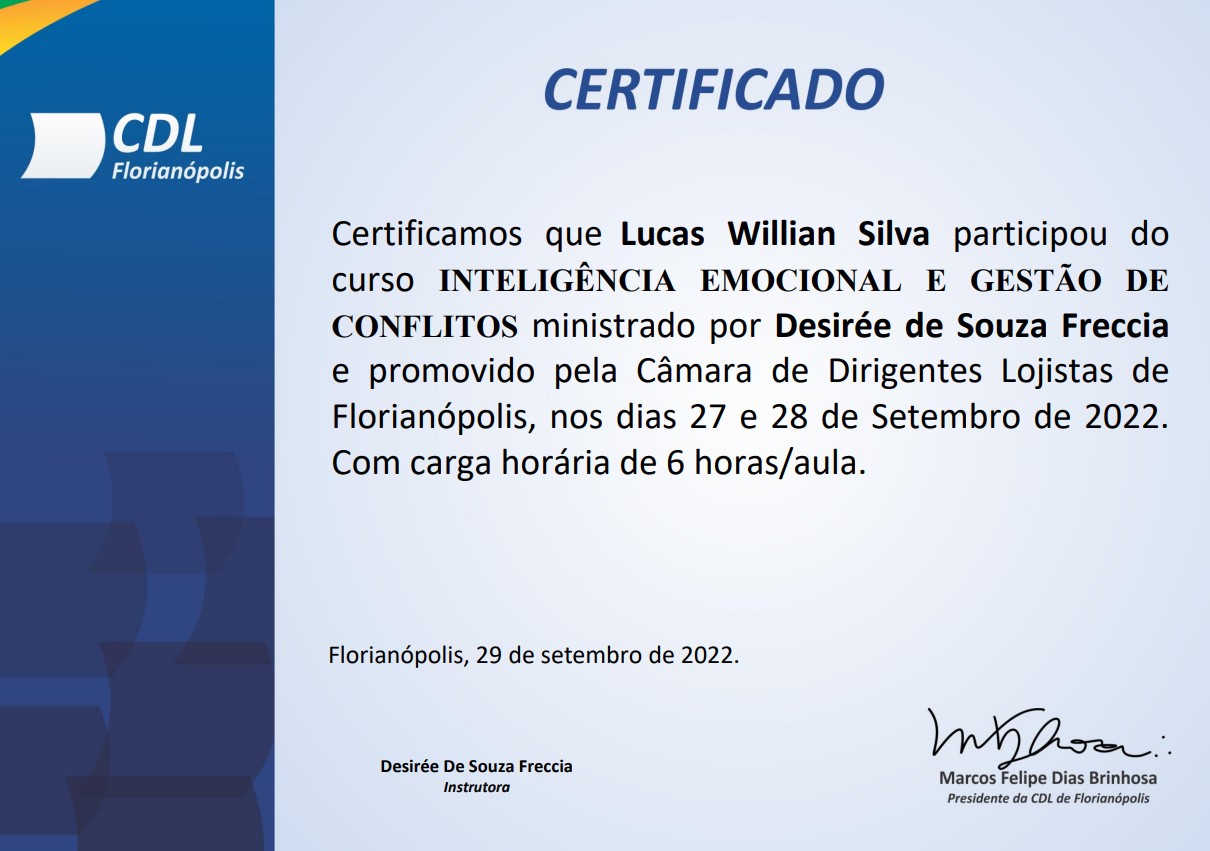 CDL
Florianópolis
CERTIFICADO
Certificamos que Lucas Willian Silva participou do
curso INTELIGÊNCIA EMOCIONAL E GESTÃO DE
CONFLITOS ministrado por Desirée de Souza Freccia
e promovido pela Câmara de Dirigentes Lojistas de
Florianópolis, nos dias 27 e 28 de Setembro de 2022.
Com carga horária de 6 horas/aula.
Florianópolis, 29 de setembro de 2022.
Desirée De Souza Freccia
Instrutora
Marcos Felipe Dias Brinhosa
Presidente da CDL de Florianópolis